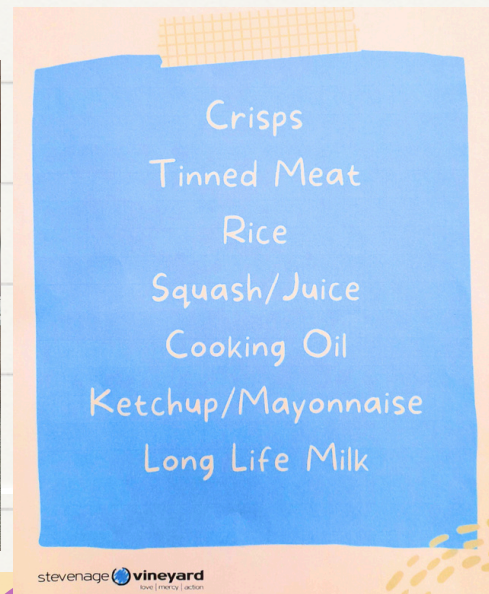 Crisps
Tinned Meat
Rice
Squash/Juice
Cooking Oil
Ketchup/Mayonnaise
Long Life Milk
stevenage vineyard
love | mercy | action